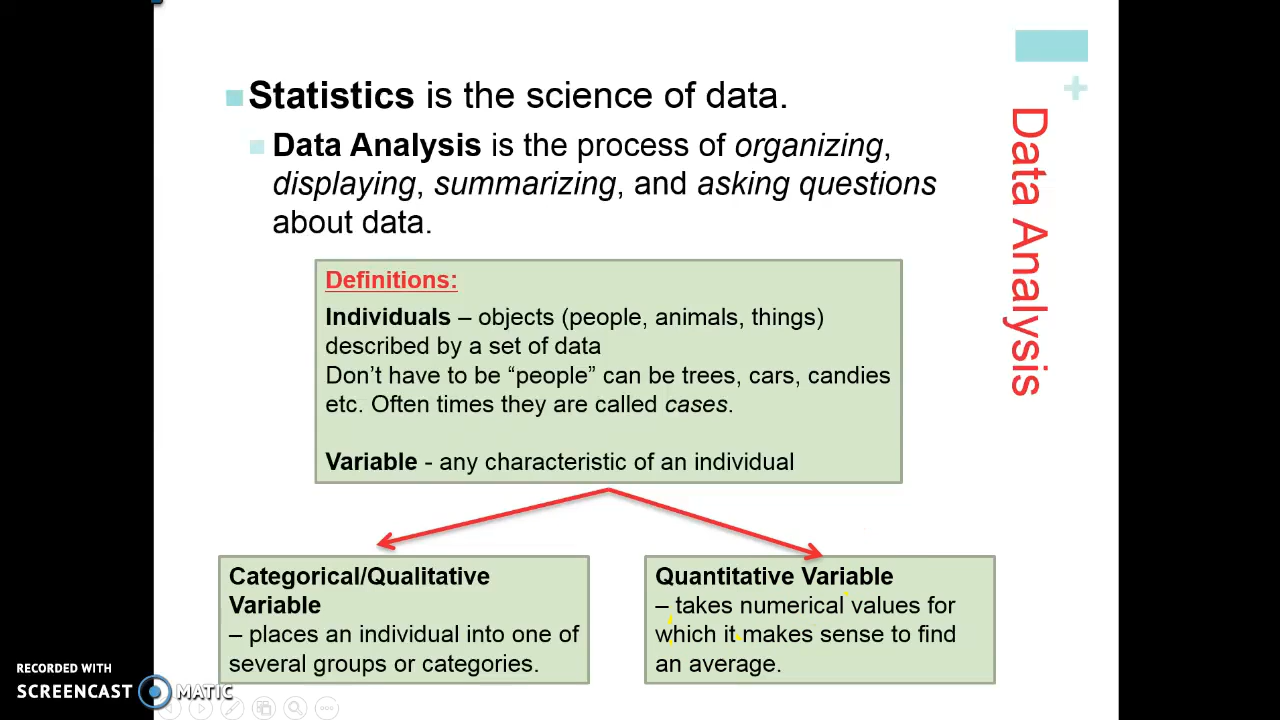 Statistics is the science of data.
Data Analysis is the process of organizing,
displaying, summarizing, and asking questions
about data.
Data Analysis
Definitions:
Individuals – objects (people, animals, things)
described by a set of data
Don’t have to be “people” can be trees, cars, candies
etc. Often times they are called cases.
Variable - any characteristic of an individual
Categorical/Qualitative
Variable
– places an individual into one of
several groups or categories.
Quantitative Variable
– takes numerical values for
which it makes sense to find
an average.
RECORDED WITH
SCREENCAST MATIC